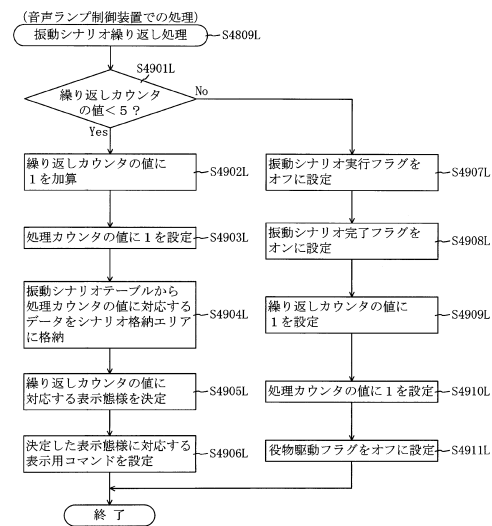 (音声ランプ制御装置での処理)
振動シナリオ繰り返し処理
S4809L
S4901L
繰り返しカウンタ
の値<5?
No
Yes
繰り返しカウンタの値に
1を加算
S4902L
処理カウンタの値に1を設定
S4903L
振動シナリオテーブルから
処理カウンタの値に対応する
データをシナリオ格納エリア
に格納
S4904L
繰り返しカウンタの値に
対応する表示態様を決定
S4905L
決定した表示態様に対応する
表示用コマンドを設定
S4906L
振動シナリオ実行フラグを
オフに設定
S4907L
振動シナリオ完了フラグを
オンに設定
S4908L
繰り返しカウンタの値に
1を設定
S4909L
処理カウンタの値に1を設定
S4910L
役物駆動フラグをオフに設定
S4911L
終了